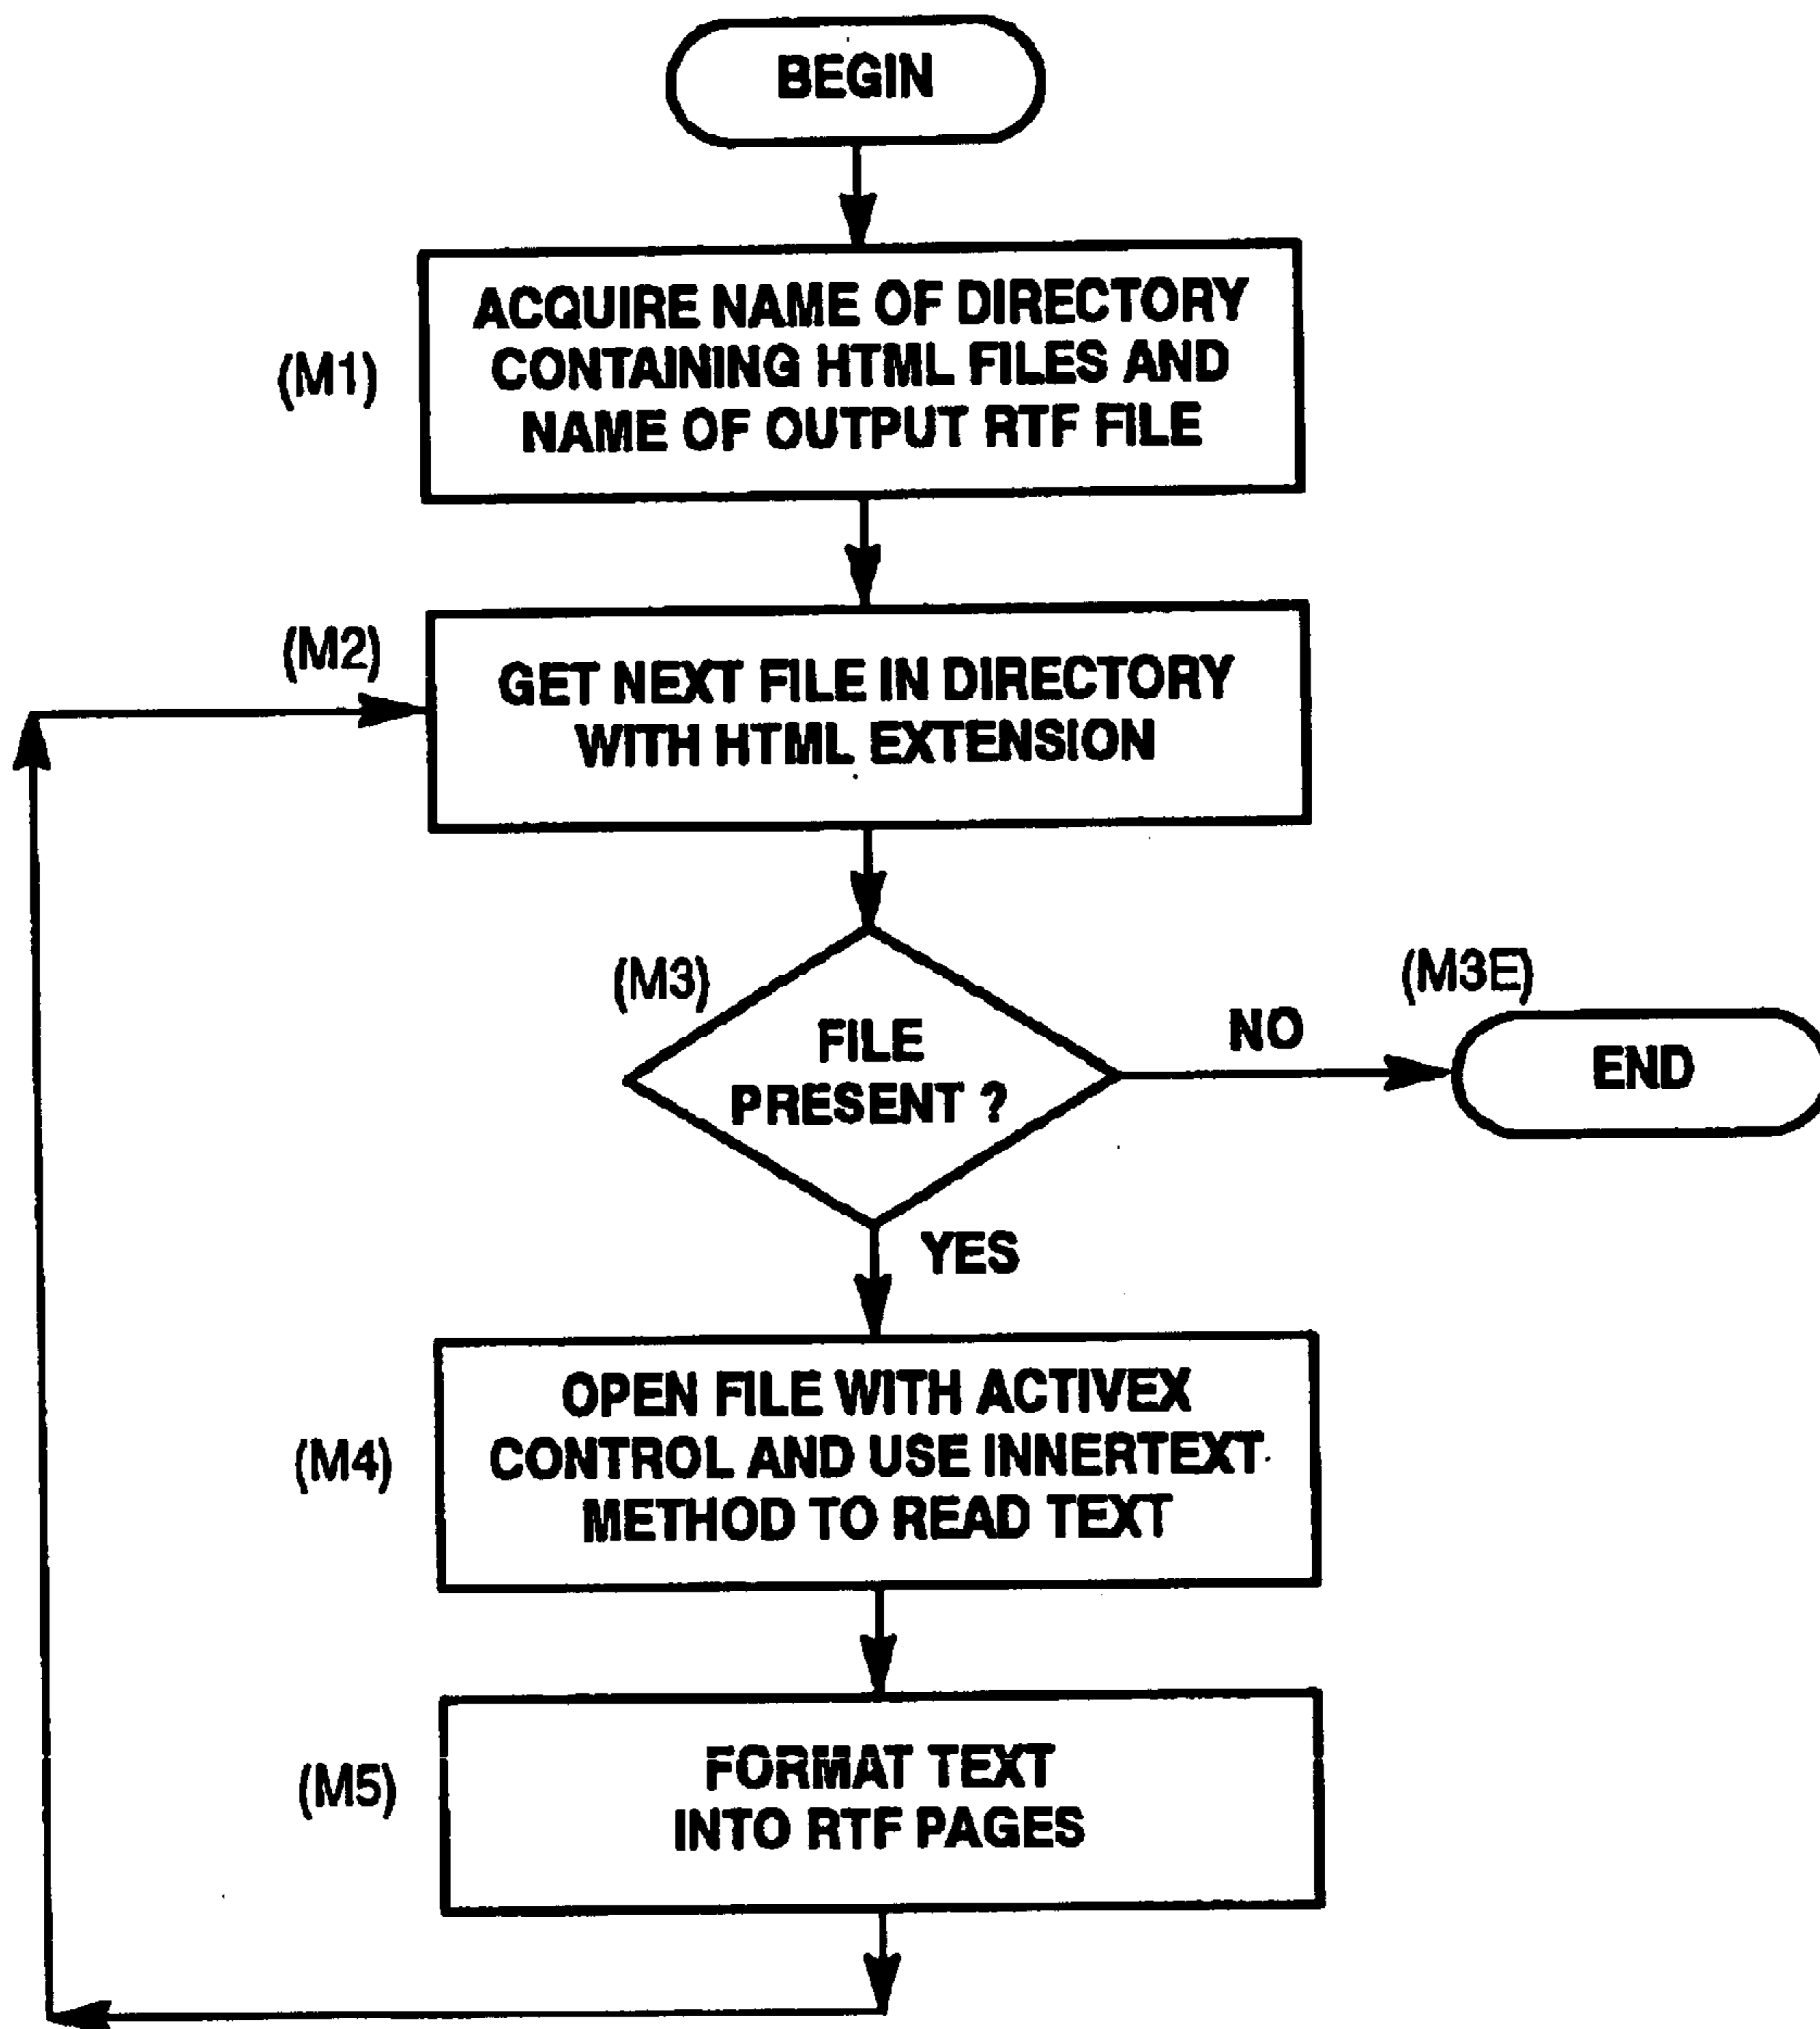 BEGIN
(M1)
ACQUIRE NAME OF DIRECTORY
CONTAINING HTML FILES AND
NAME OF OUTPUT RTF FILE
(M2)
GET NEXT FILE IN DIRECTORY
WITH HTML EXTENSION
(M3)
FILE
PRESENT ?
NO
(M3E)
END
YES
(M4)
OPEN FILE WITH ACTIVEX
CONTROL AND USE INNERTEXT
METHOD TO READ TEXT
(M5)
FORMAT TEXT
INTO RTF PAGES